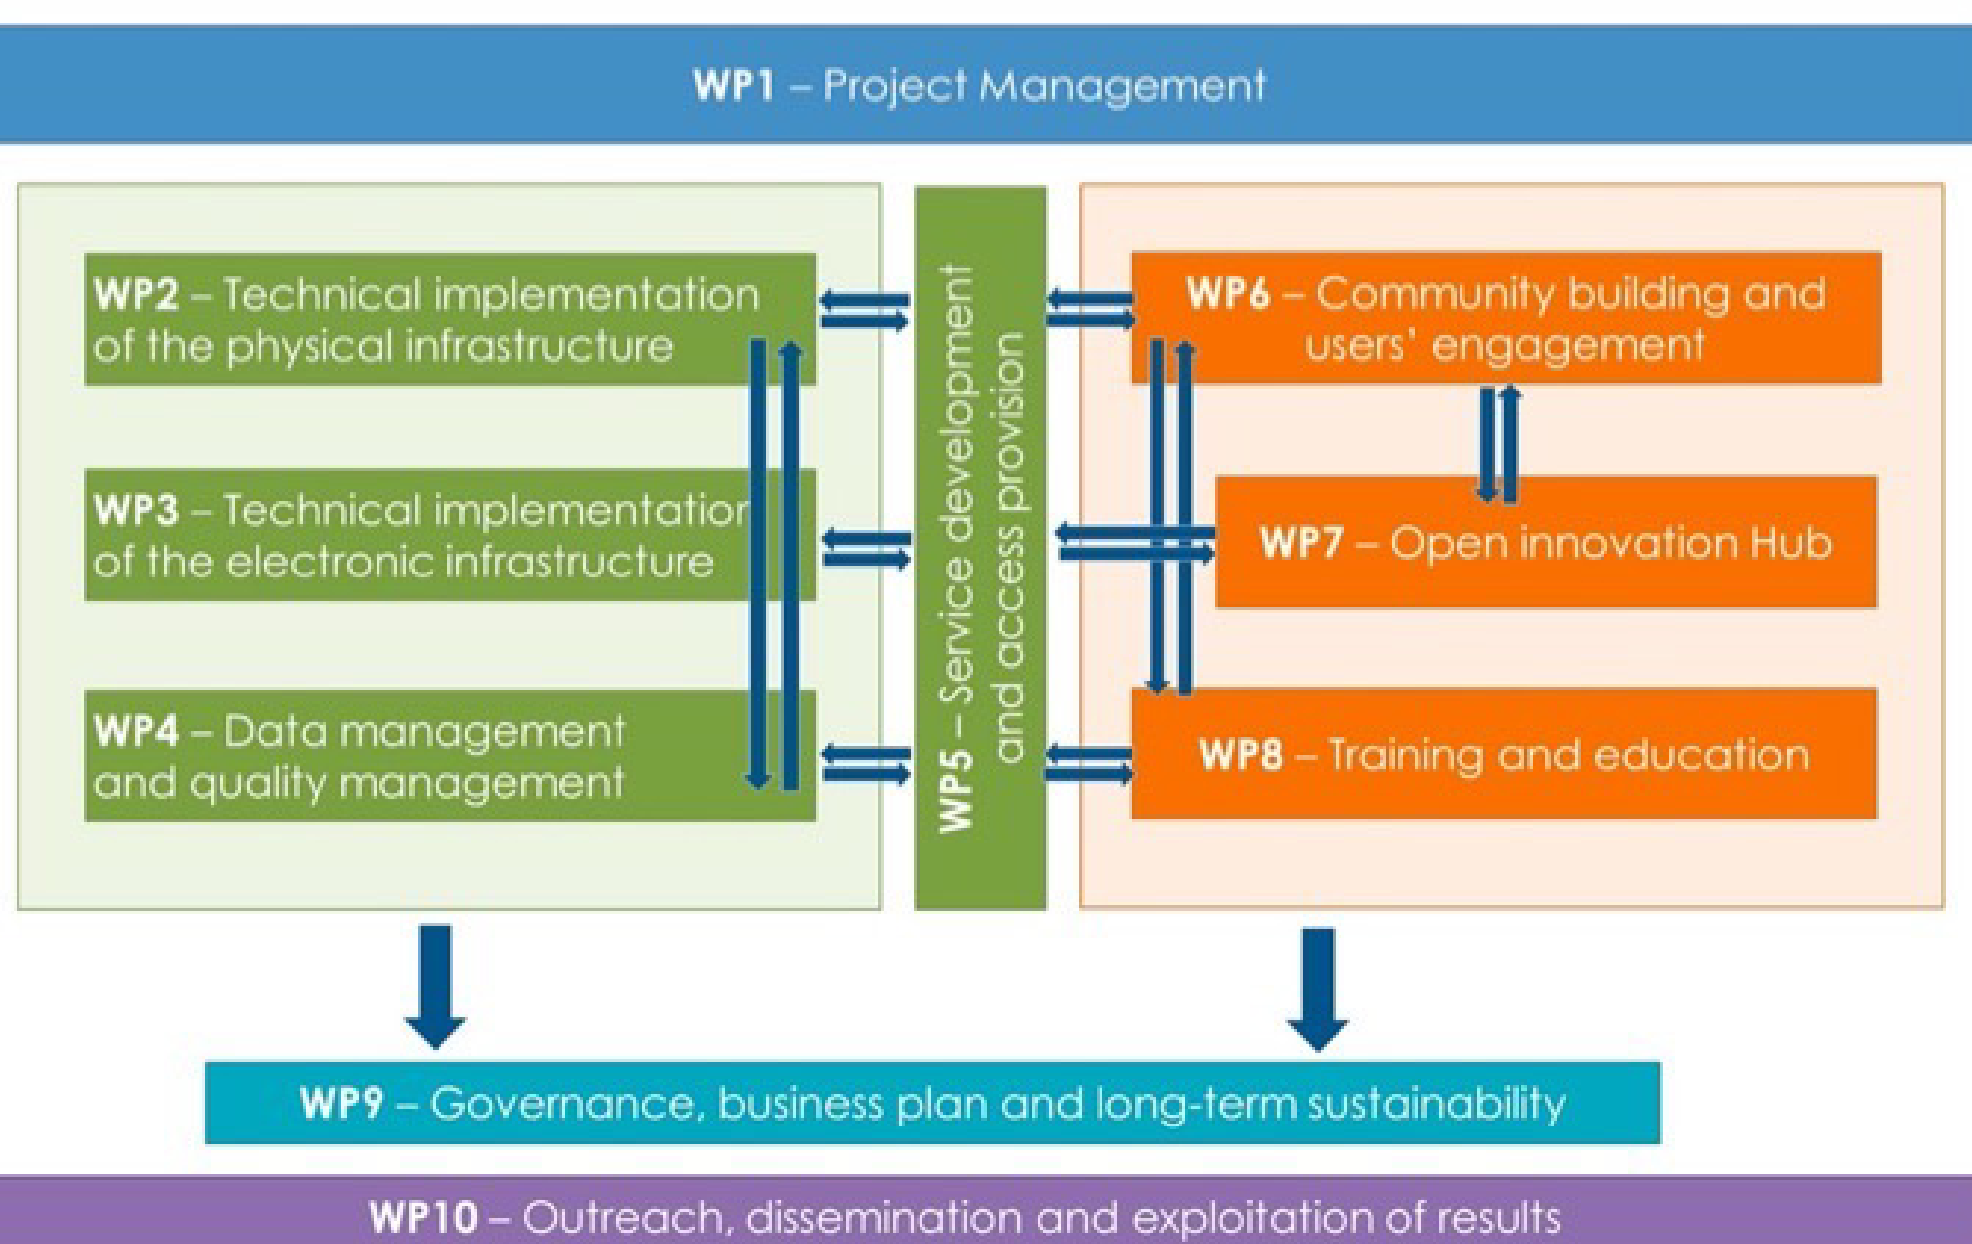 WP1 – Project Management
WP2 – Technical implementation
of the physical infrastructure
WP3 – Technical implementation
of the electronic infrastructure
WP4 – Data management
and quality management
WP5 – Service development
and access provision
WP6 – Community building and
users’ engagement
WP7 – Open innovation Hub
WP8 – Training and education
WP9 – Governance, business plan and long-term sustainability
WP10 – Outreach, dissemination and exploitation of results